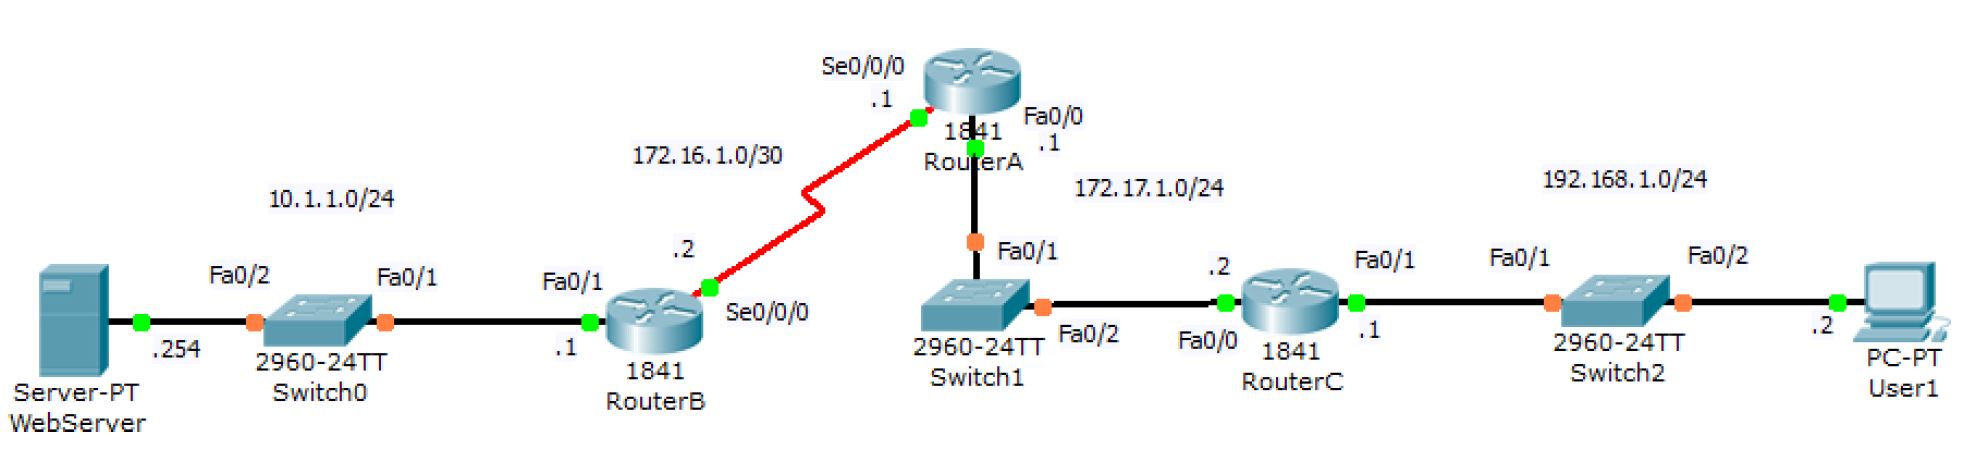 Se0/0/0
.1
1841
RouterA
Fa0/0
.1
172.16.1.0/30
10.1.1.0/24
172.17.1.0/24
192.168.1.0/24
Fa0/2
Fa0/1
Fa0/1
.2
Se0/0/0
Fa0/1
.2
Fa0/1
Fa0/1
Fa0/2
.254
.1
Fa0/2
Fa0/0
.1
.2
2960-24TT
Switch0
1841
RouterB
2960-24TT
Switch1
1841
RouterC
2960-24TT
Switch2
PC-PT
User1
Server-PT
WebServer